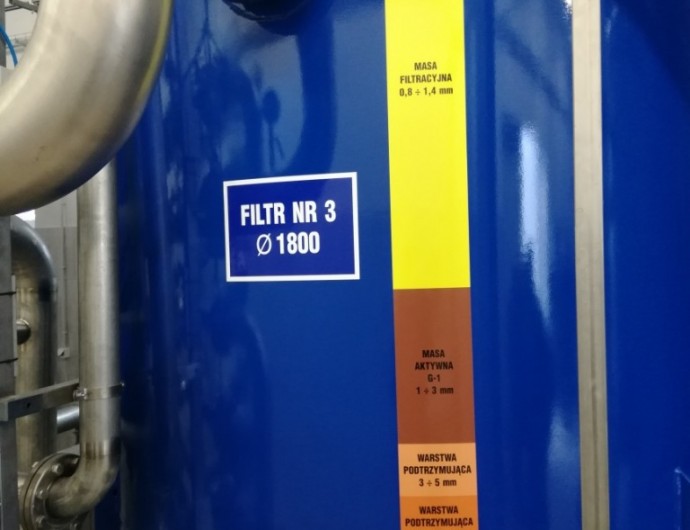 FILTR NR 3
Ø 1800
MASA
FILTRACYJNA
0,8 ÷ 1,4 mm
MASA
AKTYWNA
G-1
1 ÷ 3 mm
WARSTWA
PODTRZYMUJĄCA
3 ÷ 5 mm
WARSTWA
PODTRZYMUJĄCA